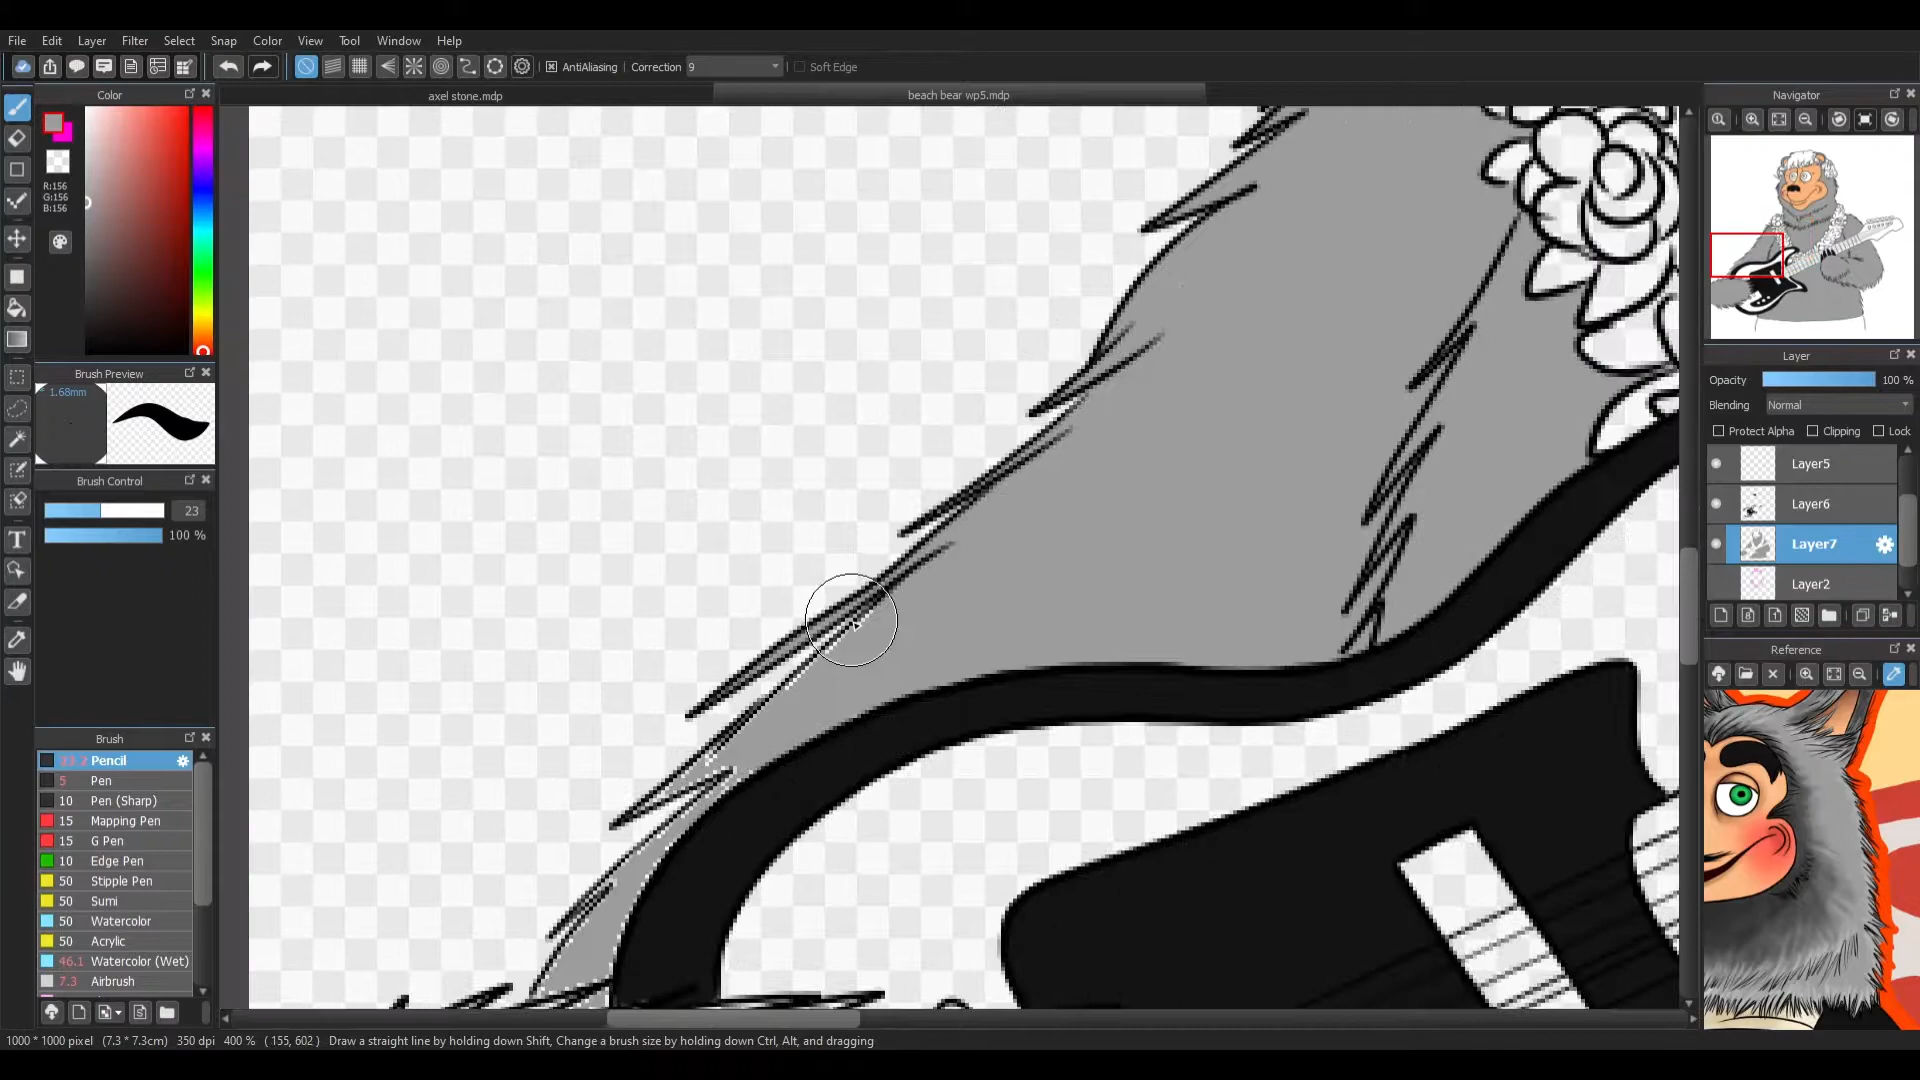 File Edit Layer Filter Select Snap Color View Tool Window Help
AntiAliasing Correction 9 Soft Edge
Color
axel stone.mdp
beach bear wp5.mdp
Navigator
R:156
G:156
B:156
Brush Preview
1.68mm
Brush Control
23
100 %
Brush
Pencil
5 Pen
10 Pen (Sharp)
15 Mapping Pen
15 G Pen
10 Edge Pen
50 Stipple Pen
50 Sumi
50 Watercolor
50 Acrylic
46.1 Watercolor (Wet)
7.3 Airbrush
Layer
Opacity 100 %
Blending Normal
Protect Alpha Clipping Lock
Layer5
Layer6
Layer7
Layer2
Reference
T
1000 * 1000 pixel (7.3 * 7.3cm) 350 dpi 400 % ( 155, 602 ) Draw a straight line by holding down Shift, Change a brush size by holding down Ctrl, Alt, and dragging